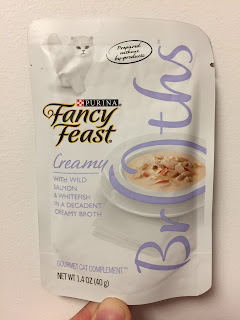 Prepared
without
by-products
PURINA
Fancy
Feast
Creamy
WITH WILD
SALMON
& WHITEFISH
IN A DECADENT
CREAMY BROTH
Broths
GOURMET CAT COMPLEMENT™
NET WT 1.4 OZ (40 g)